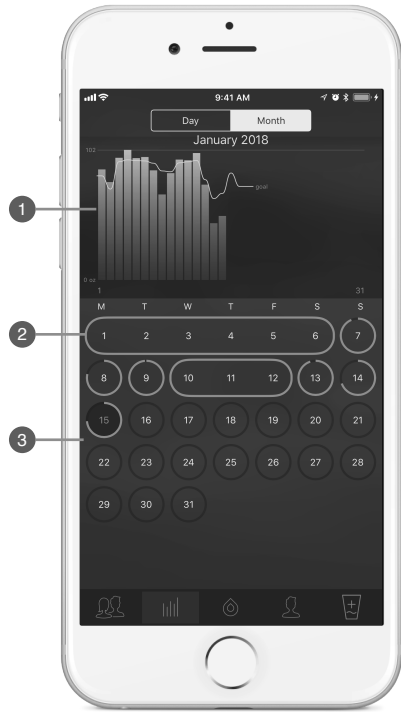 9:41 AM
Day Month
January 2018
102
1
goal
0 oz
1 31
M T W T F S S
2
1 2 3 4 5 6 7
8 9 10 11 12 13 14
15 16 17 18 19 20 21
3
22 23 24 25 26 27 28
29 30 31